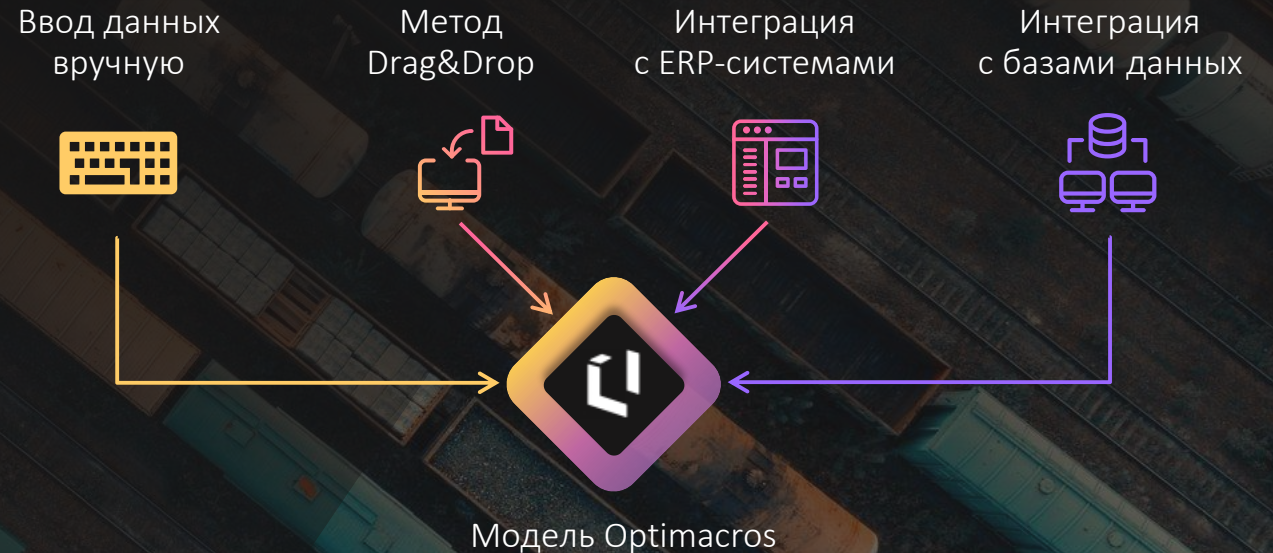 Ввод данных
вручную
Метод
Drag&Drop
Интеграция
с ERP-системами
Интеграция
с базами данных
Модель Optimacros